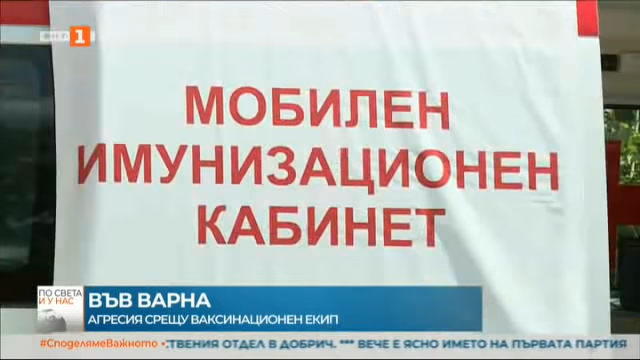 БНТ 1
МОБИЛЕН
ИМУНИЗАЦИОНЕН
КАБИНЕТ
ПО СВЕТА
И У НАС
ВЪВ ВАРНА
АГРЕСИЯ СРЕЩУ ВАКСИНАЦИОНЕН ЕКИП
#СподелямеВажното • СТВЕНИЯ ОТДЕЛ В ДОБРИЧ. *** ВЕЧЕ Е ЯСНО ИМЕТО НА ПЪРВАТА ПАРТИЯ